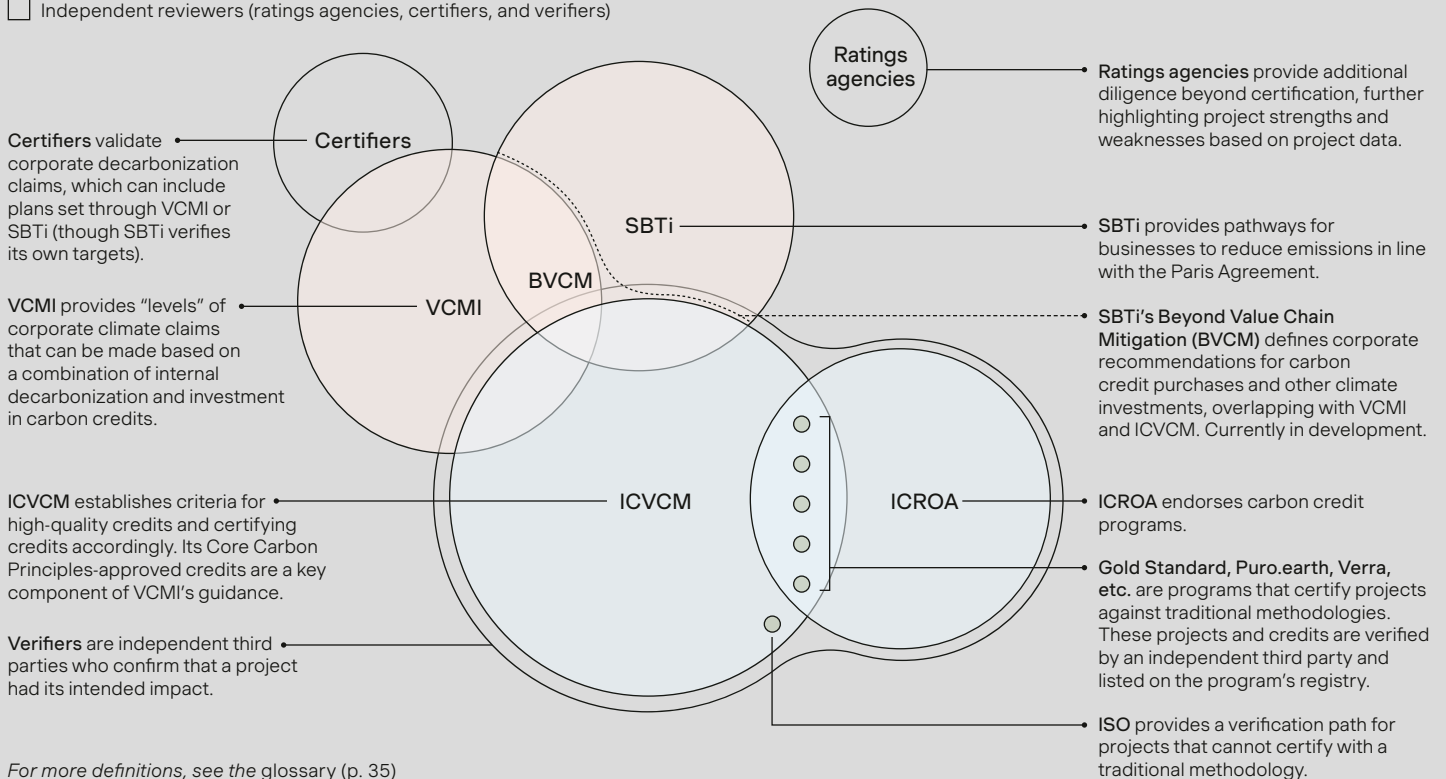 Independent reviewers (ratings agencies, certifiers, and verifiers)
Ratings
agencies
Ratings agencies provide additional
diligence beyond certification, further
highlighting project strengths and
weaknesses based on project data.
Certifiers
Certifiers validate
corporate decarbonization
claims, which can include
plans set through VCMI or
SBTi (though SBTi verifies
its own targets).
SBTi
SBTi provides pathways for
businesses to reduce emissions in line
with the Paris Agreement.
BVCM
VCMI
VCMI provides “levels” of
corporate climate claims
that can be made based on
a combination of internal
decarbonization and investment
in carbon credits.
SBTi’s Beyond Value Chain
Mitigation (BVCM) defines corporate
recommendations for carbon
credit purchases and other climate
investments, overlapping with VCMI
and ICVCM. Currently in development.
ICVCM
ICVCM establishes criteria for
high-quality credits and certifying
credits accordingly. Its Core Carbon
Principles-approved credits are a key
component of VCMI’s guidance.
ICROA
ICROA endorses carbon credit
programs.
Gold Standard, Puro.earth, Verra,
etc. are programs that certify projects
against traditional methodologies.
These projects and credits are verified
by an independent third party and
listed on the program’s registry.
Verifiers are independent third
parties who confirm that a project
had its intended impact.
ISO provides a verification path for
projects that cannot certify with a
traditional methodology.
For more definitions, see the glossary (p. 35)